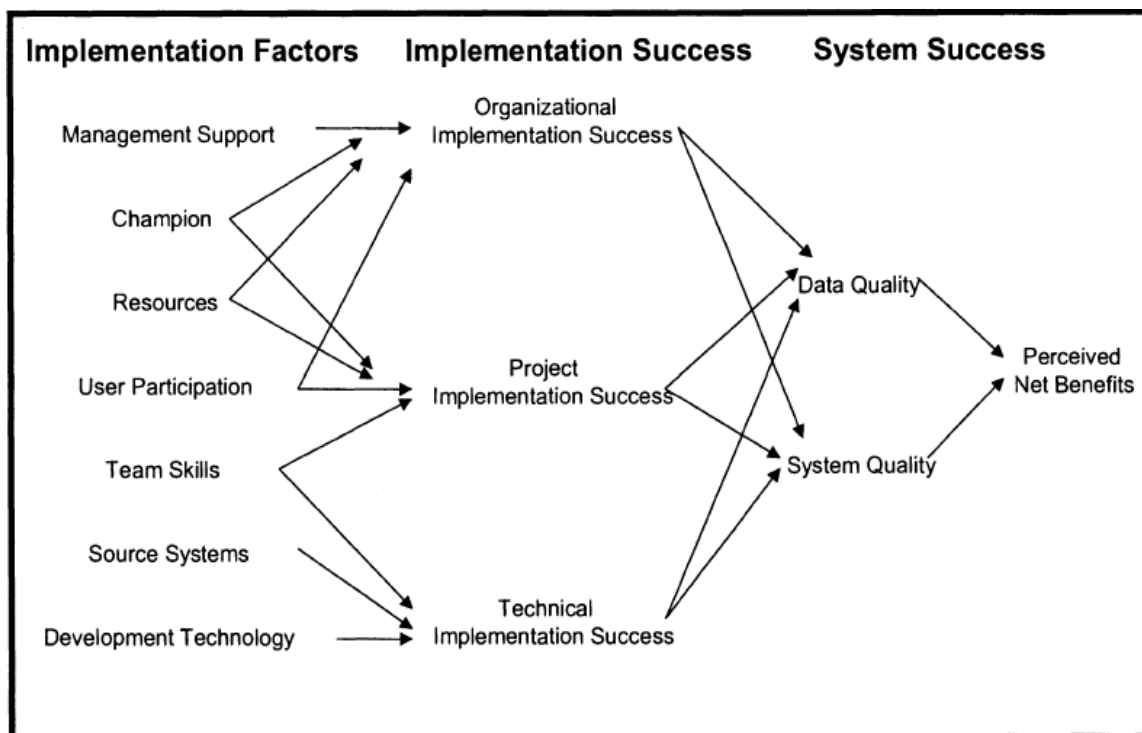 Implementation Factors
Implementation Success
System Success
Management Support
Champion
Resources
User Participation
Team Skills
Source Systems
Development Technology
Organizational
Implementation Success
Project
Implementation Success
Technical
Implementation Success
Data Quality
System Quality
Perceived
Net Benefits